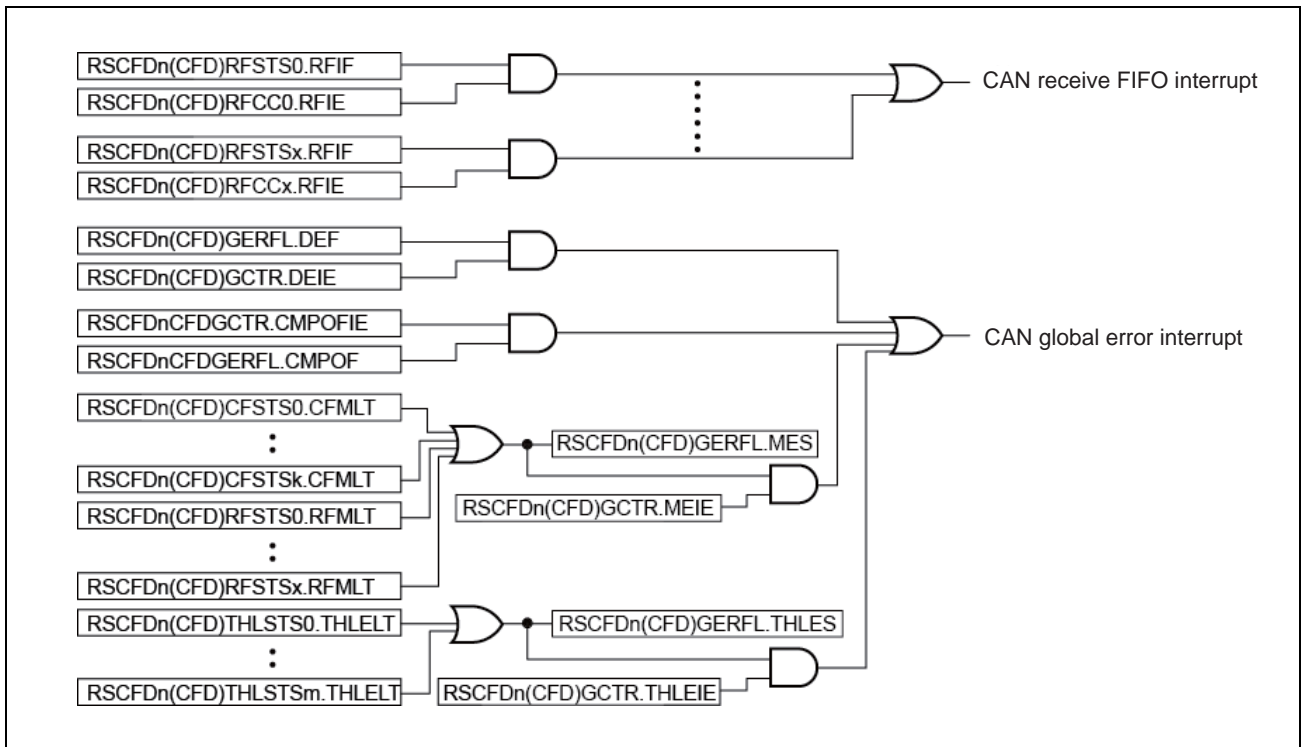 RSCFDn(CFD)RFSTS0.RFIF
RSCFDn(CFD)RFCC0.RFIE
CAN receive FIFO interrupt
RSCFDn(CFD)RFSTSx.RFIF
RSCFDn(CFD)RFCCx.RFIE
RSCFDn(CFD)GERFL.DEF
RSCFDn(CFD)GCTR.DEIE
RSCFDnCFDGCTR.CMPOFIE
RSCFDnCFDGERFL.CMPOF
CAN global error interrupt
RSCFDn(CFD)CFSTS0.CFMLT
RSCFDn(CFD)CFSTSk.CFMLT
RSCFDn(CFD)RFSTS0.RFMLT
RSCFDn(CFD)RFSTSx.RFMLT
RSCFDn(CFD)GERFL.MES
RSCFDn(CFD)GCTR.MEIE
RSCFDn(CFD)THLSTS0.THLELT
RSCFDn(CFD)THLSTSm.THLELT
RSCFDn(CFD)GERFL.THLES
RSCFDn(CFD)GCTR.THLEIE